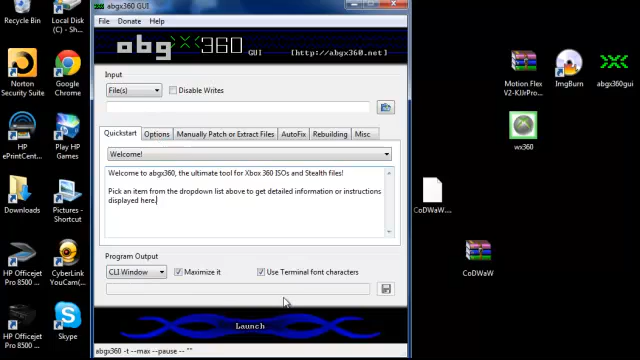 Recycle Bin
Local Disk (C:) - Sh...
Norton Security Suite
Google Chrome
HP ePrintCent...
Play HP Games
Downloads
Pictures - Shortcut
HP Officejet Pro 8500 ...
CyberLink YouCam (...
HP Officejet Pro 8500 ...
Skype
abgx360 GUI
File Donate Help
abgx360 GUI [http://abgx360.net]
Input
File(s) Disable Writes
Quickstart Options Manually Patch or Extract Files AutoFix Rebuilding Misc
Welcome!
Welcome to abgx360, the ultimate tool for Xbox 360 ISOs and Stealth files!
Pick an item from the dropdown list above to get detailed information or instructions
displayed here.
Program Output
CLI Window Maximize it Use Terminal font characters
Launch
abgx360 -t --max --pause -- ""
Motion Flex
V2-KJJrPro...
ImgBurn
abgx360gui
wx360
CoDWaW....
CoDWaW